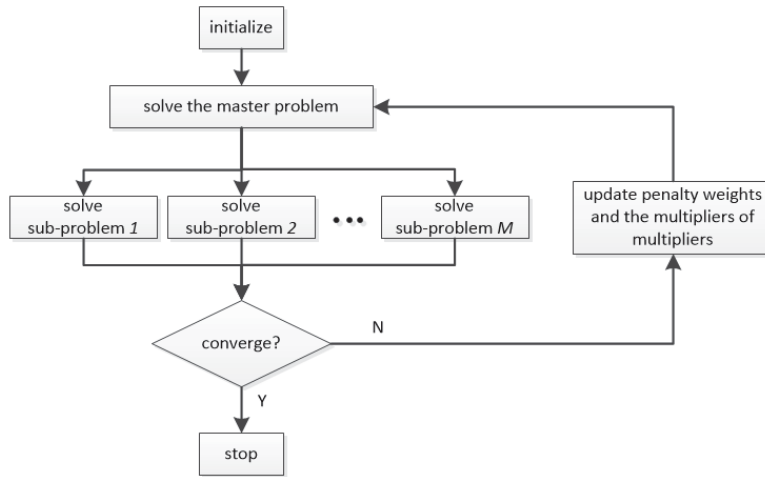 initialize
solve the master problem
solve
sub-problem 1
solve
sub-problem 2
...
solve
sub-problem M
update penalty weights
and the multipliers of
multipliers
converge?
N
Y
stop